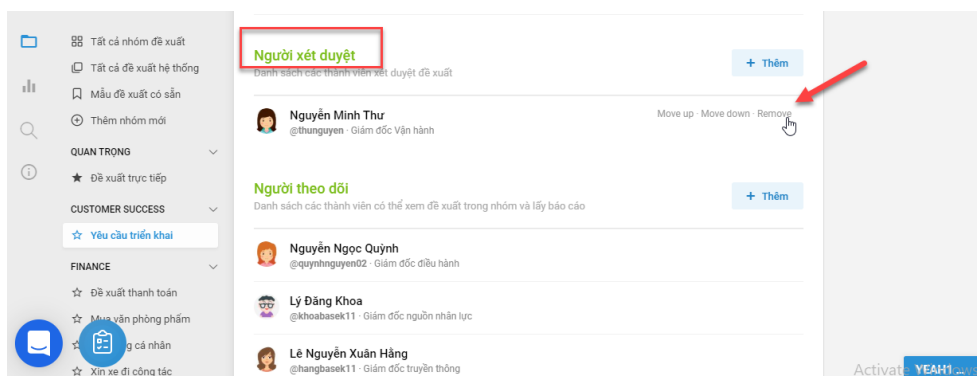 Tất cả nhóm đề xuất
Tất cả đề xuất hệ thống
Mẫu đề xuất có sẵn
Thêm nhóm mới
QUAN TRỌNG
Đề xuất trực tiếp
CUSTOMER SUCCESS
Yêu cầu triển khai
FINANCE
Đề xuất thanh toán
Mua văn phòng phẩm
g cá nhân
Xin xe đi công tác
Người xét duyệt
Danh sách các thành viên xét duyệt đề xuất
+ Thêm
Nguyễn Minh Thư
@thunguyen · Giám đốc Vận hành
Move up · Move down · Remove
Người theo dõi
Danh sách các thành viên có thể xem đề xuất trong nhóm và lấy báo cáo
+ Thêm
Nguyễn Ngọc Quỳnh
@quynhnguyen02 · Giám đốc điều hành
Lý Đăng Khoa
@khoabasek11 · Giám đốc nguồn nhân lực
Lê Nguyễn Xuân Hằng
@hangbasek11 · Giám đốc truyền thông
Activate
YEAH1 ...